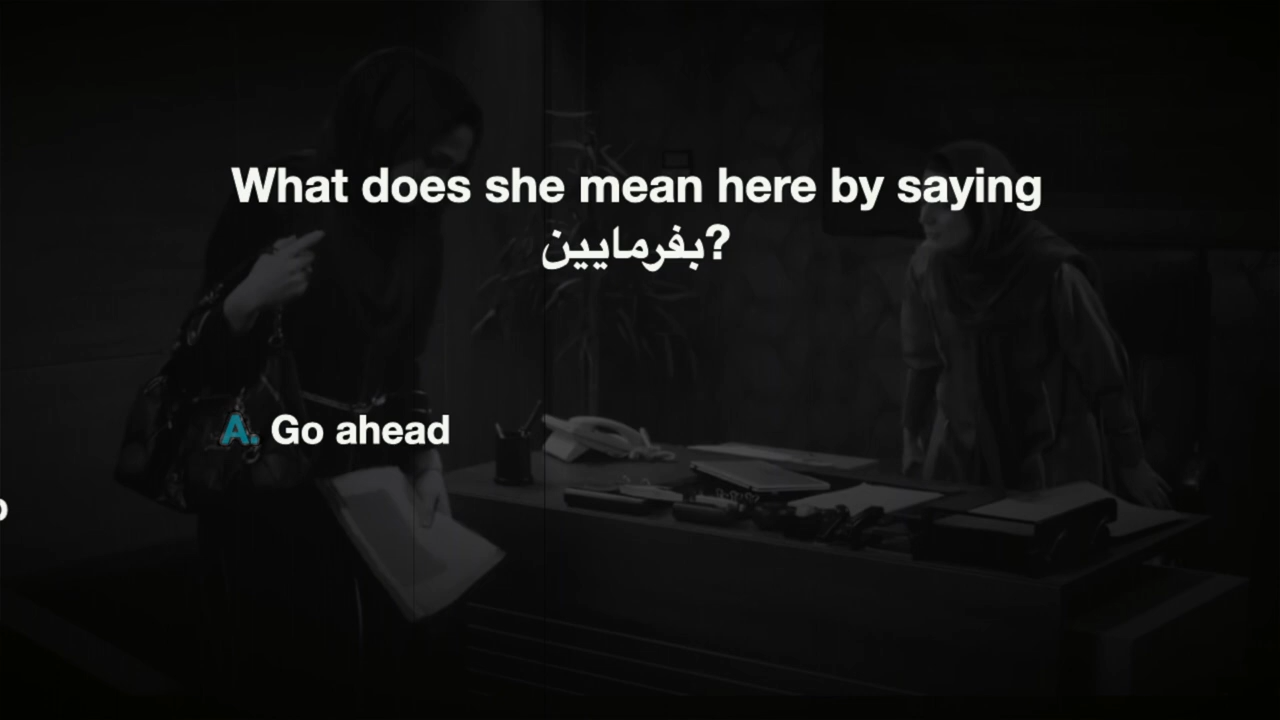 What does she mean here by saying
بفرمایین?
A. Go ahead